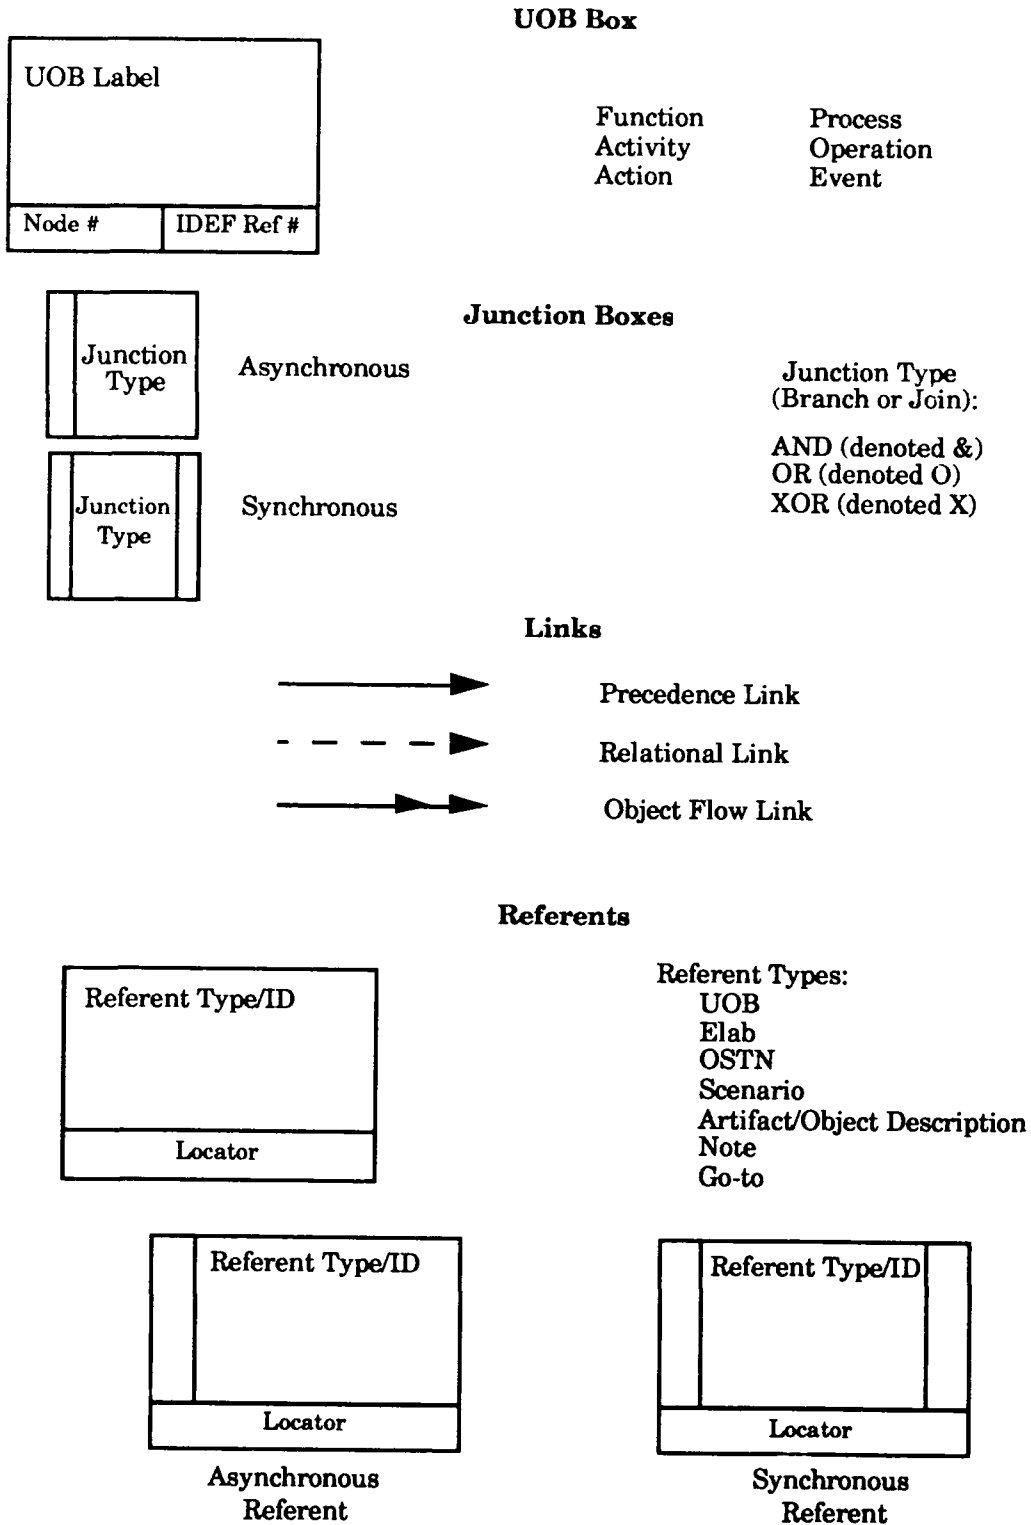 UOB Box
UOB Label
Node #
IDEF Ref #
Function
Activity
Action
Process
Operation
Event
Junction Boxes
Junction
Type
Asynchronous
Junction
Type
Synchronous
Junction Type
(Branch or Join):
AND (denoted &)
OR (denoted O)
XOR (denoted X)
Links
Precedence Link
Relational Link
Object Flow Link
Referents
Referent Type/ID
Locator
Referent Types:
UOB
Elab
OSTN
Scenario
Artifact/Object Description
Note
Go-to
Referent Type/ID
Locator
Asynchronous
Referent
Referent Type/ID
Locator
Synchronous
Referent